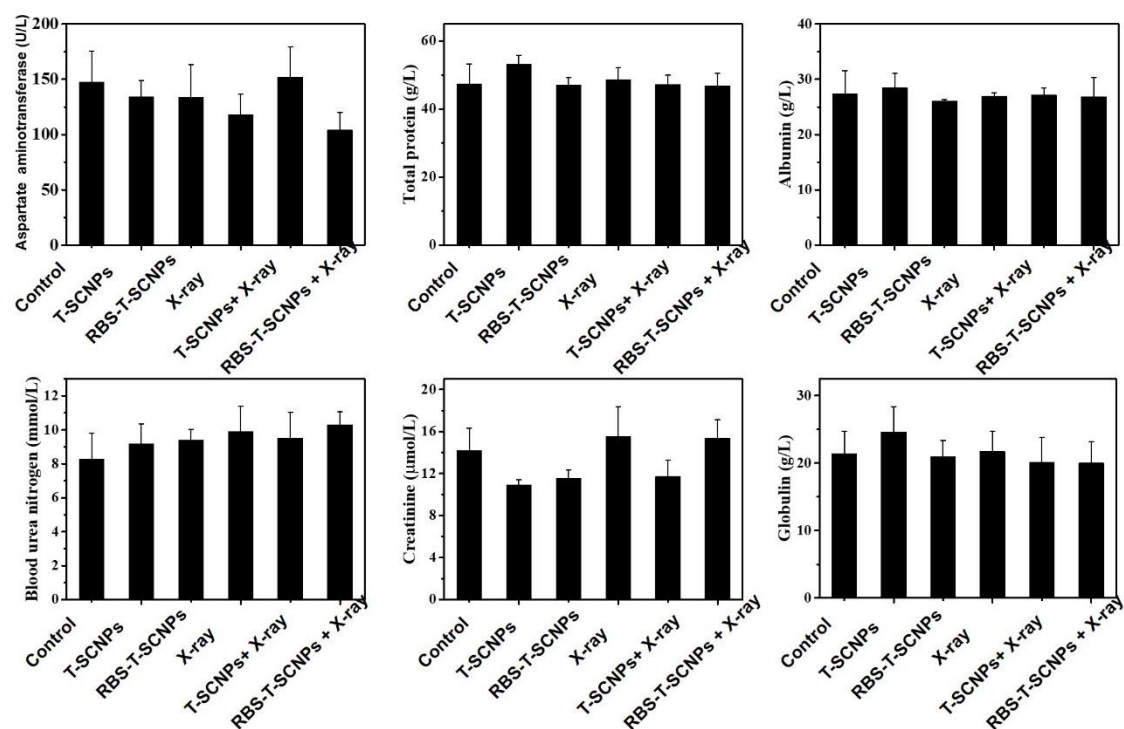 Aspartate aminotransferase (U/L)
200
150
100
50
0
Control
T-SCNPs
RBS-T-SCNPs
X-ray
T-SCNPs+ X-ray
RBS-T-SCNPs + X-ray
Total protein (g/L)
60
40
20
0
Control
T-SCNPs
RBS-T-SCNPs
X-ray
T-SCNPs+ X-ray
RBS-T-SCNPs + X-ray
Albumin (g/L)
40
30
20
10
0
Control
T-SCNPs
RBS-T-SCNPs
X-ray
T-SCNPs+ X-ray
RBS-T-SCNPs + X-ray
Blood urea nitrogen (mmol/L)
12
10
8
6
4
2
0
Control
T-SCNPs
RBS-T-SCNPs
X-ray
T-SCNPs+ X-ray
RBS-T-SCNPs + X-ray
Creatinine (μmol/L)
20
16
12
8
4
0
Control
T-SCNPs
RBS-T-SCNPs
X-ray
T-SCNPs+ X-ray
RBS-T-SCNPs + X-ray
Globulin (g/L)
30
20
10
0
Control
T-SCNPs
RBS-T-SCNPs
X-ray
T-SCNPs+ X-ray
RBS-T-SCNPs + X-ray